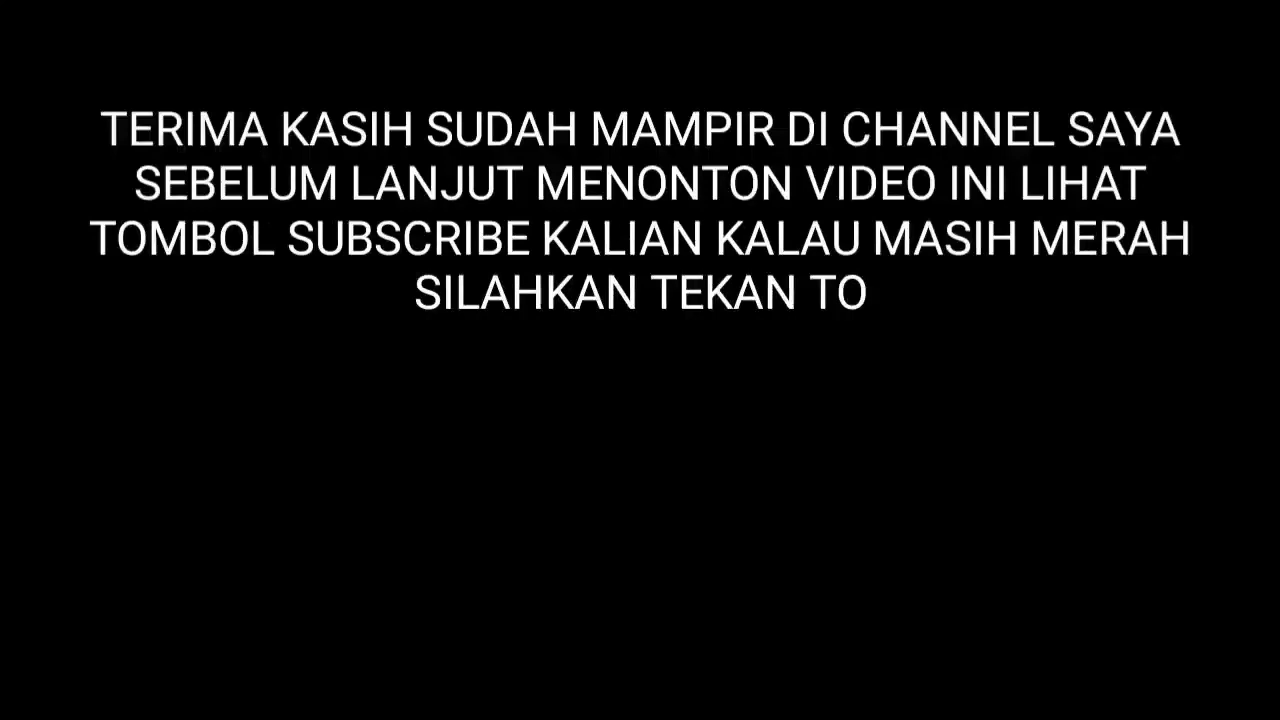 TERIMA KASIH SUDAH MAMPIR DI CHANNEL SAYA
SEBELUM LANJUT MENONTON VIDEO INI LIHAT
TOMBOL SUBSCRIBE KALIAN KALAU MASIH MERAH
SILAHKAN TEKAN TO